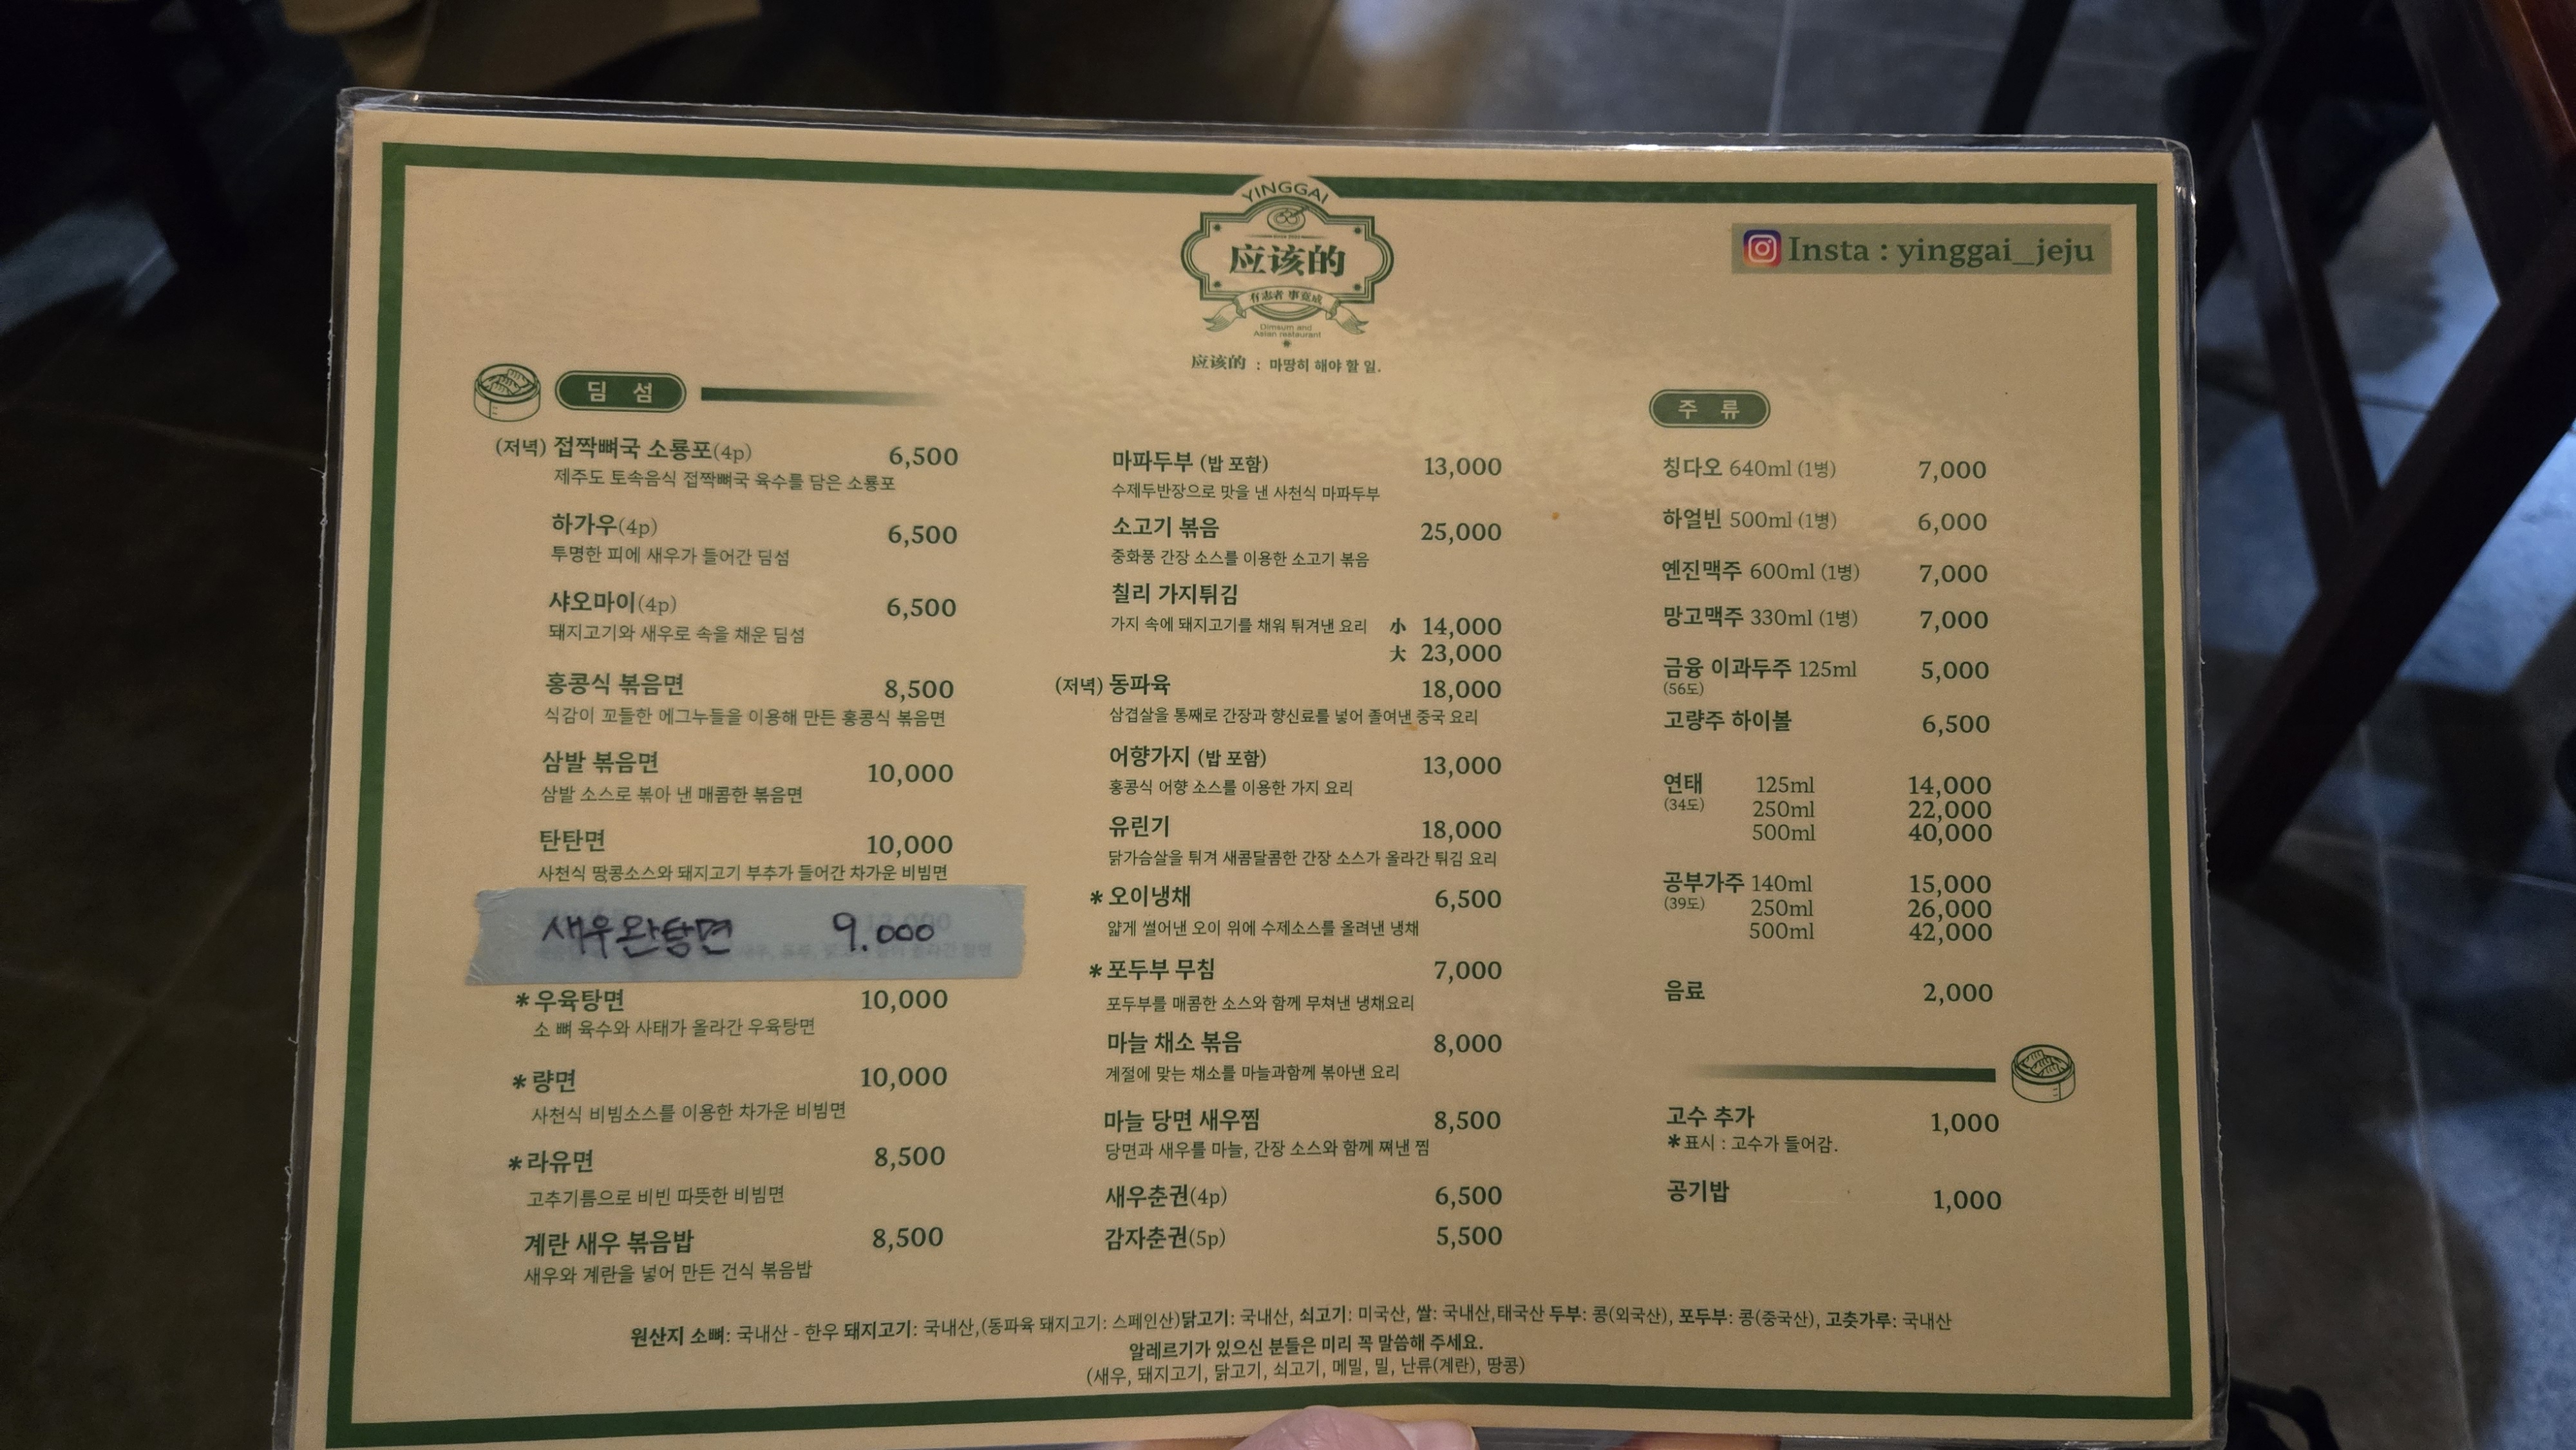 YINGGAI
应该的
有志者 事竟成
Dimsum and
Asian restaurant
应该的 : 마땅히 해야 할 일.
Insta : yinggai_jeju
딤 섬
(저녁) 접짝뼈국 소롱포(4p) 6,500
제주도 토속음식 접짝뼈국 육수를 담은 소룡포
하가우(4p) 6,500
투명한 피에 새우가 들어간 딤섬
샤오마이(4p) 6,500
돼지고기와 새우로 속을 채운 딤섬
홍콩식 볶음면 8,500
식감이 꼬들한 에그누들을 이용해 만든 홍콩식 볶음면
삼발 볶음면 10,000
삼발 소스로 볶아 낸 매콤한 볶음면
탄탄면 10,000
사천식 땅콩소스와 돼지고기 부추가 들어간 차가운 비빔면
새우완탕면 9.000
*우육탕면 10,000
소 뼈 육수와 사태가 올라간 우육탕면
*량면 10,000
사천식 비빔소스를 이용한 차가운 비빔면
*라유면 8,500
고추기름으로 비빈 따뜻한 비빔면
계란 새우 볶음밥 8,500
새우와 계란을 넣어 만든 건식 볶음밥
마파두부 (밥 포함) 13,000
수제두반장으로 맛을 낸 사천식 마파두부
소고기 볶음 25,000
중화풍 간장 소스를 이용한 소고기 볶음
칠리 가지튀김
가지 속에 돼지고기를 채워 튀겨낸 요리 小 14,000
大 23,000
(저녁) 동파육 18,000
삼겹살을 통째로 간장과 향신료를 넣어 졸여낸 중국 요리
어향가지 (밥 포함) 13,000
홍콩식 어향 소스를 이용한 가지 요리
유린기 18,000
닭가슴살을 튀겨 새콤달콤한 간장 소스가 올라간 튀김 요리
*오이냉채 6,500
얇게 썰어낸 오이 위에 수제소스를 올려낸 냉채
*포두부 무침 7,000
포두부를 매콤한 소스와 함께 무쳐낸 냉채요리
마늘 채소 볶음 8,000
계절에 맞는 채소를 마늘과함께 볶아낸 요리
마늘 당면 새우찜 8,500
당면과 새우를 마늘, 간장 소스와 함께 쪄낸 찜
새우춘권(4p) 6,500
감자춘권(5p) 5,500
주 류
칭다오 640ml (1병) 7,000
하얼빈 500ml (1병) 6,000
옌진맥주 600ml (1병) 7,000
망고맥주 330ml (1병) 7,000
금융 이과두주 125ml 5,000
(56도)
고량주 하이볼 6,500
연태 125ml 14,000
(34도) 250ml 22,000
500ml 40,000
공부가주 140ml 15,000
(39도) 250ml 26,000
500ml 42,000
음료 2,000
고수 추가 1,000
*표시 : 고수가 들어감.
공기밥 1,000
원산지 소뼈: 국내산 - 한우 돼지고기: 국내산,(동파육 돼지고기: 스페인산)닭고기: 국내산, 쇠고기: 미국산, 쌀: 국내산,태국산 두부: 콩(외국산), 포두부: 콩(중국산), 고춧가루: 국내산
알레르기가 있으신 분들은 미리 꼭 말씀해 주세요.
(새우, 돼지고기, 닭고기, 쇠고기, 메밀, 밀, 난류(계란), 땅콩)